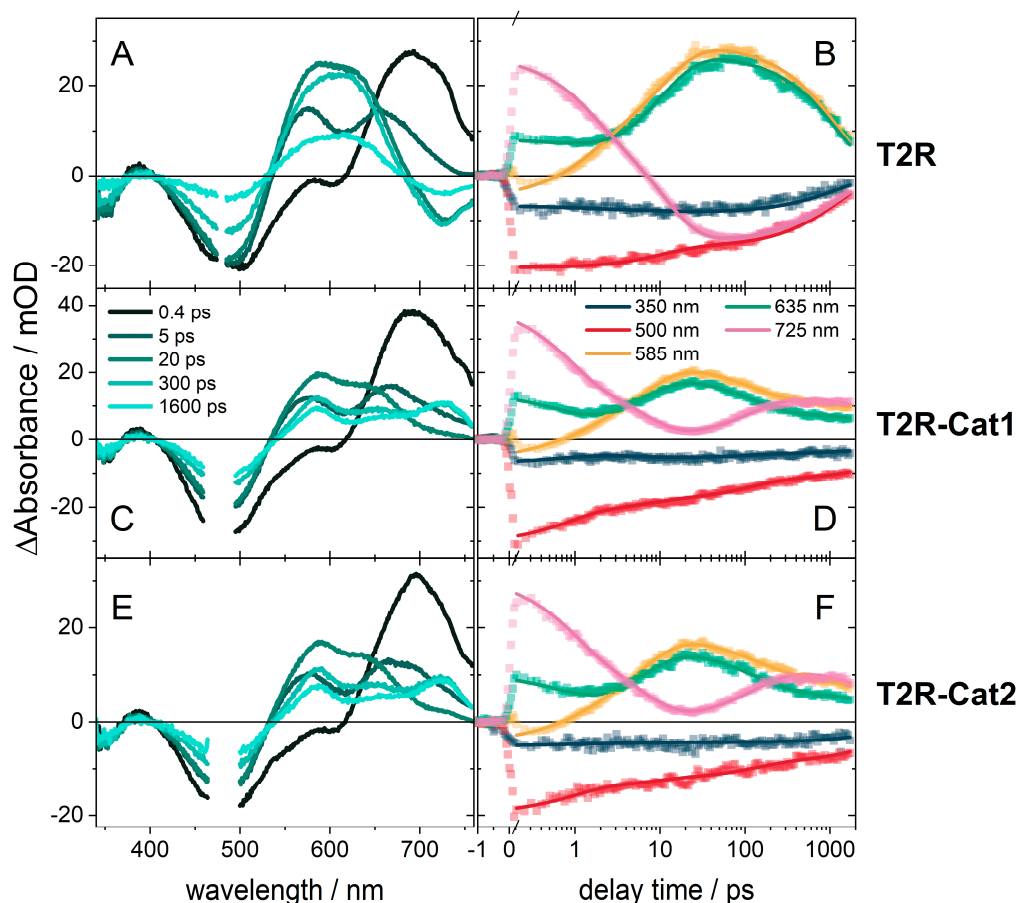 A
B
T2R
20
0
-20
ΔAbsorbance / mOD
C
0.4 ps
5 ps
20 ps
300 ps
1600 ps
350 nm
500 nm
585 nm
635 nm
725 nm
D
T2R-Cat1
40
20
0
-20
E
F
T2R-Cat2
20
0
-20
400
500
600
700
-1
0
1
10
100
1000
wavelength / nm
delay time / ps